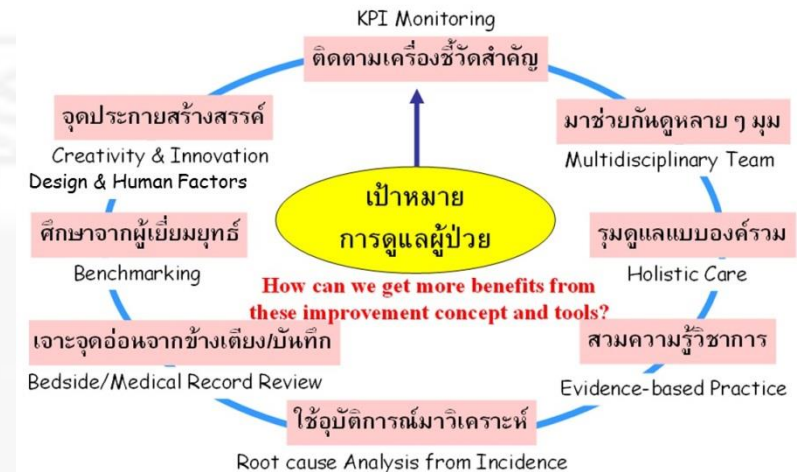 KPI Monitoring
ติดตามเครื่องชี้วัดสำคัญ
จุดประกายสร้างสรรค์
Creativity & Innovation
Design & Human Factors
มาช่วยกันดูหลาย ๆ มุม
Multidisciplinary Team
เป้าหมาย
การดูแลผู้ป่วย
ศึกษาจากผู้เยี่ยมยุทธ์
Benchmarking
รุมดูแลแบบองค์รวม
Holistic Care
How can we get more benefits from
these improvement concept and tools?
เจาะจุดอ่อนจากข้างเตียง/บันทึก
Bedside/Medical Record Review
สวมความรู้วิชาการ
Evidence-based Practice
ใช้อุบัติการณ์มาวิเคราะห์
Root cause Analysis from Incidence